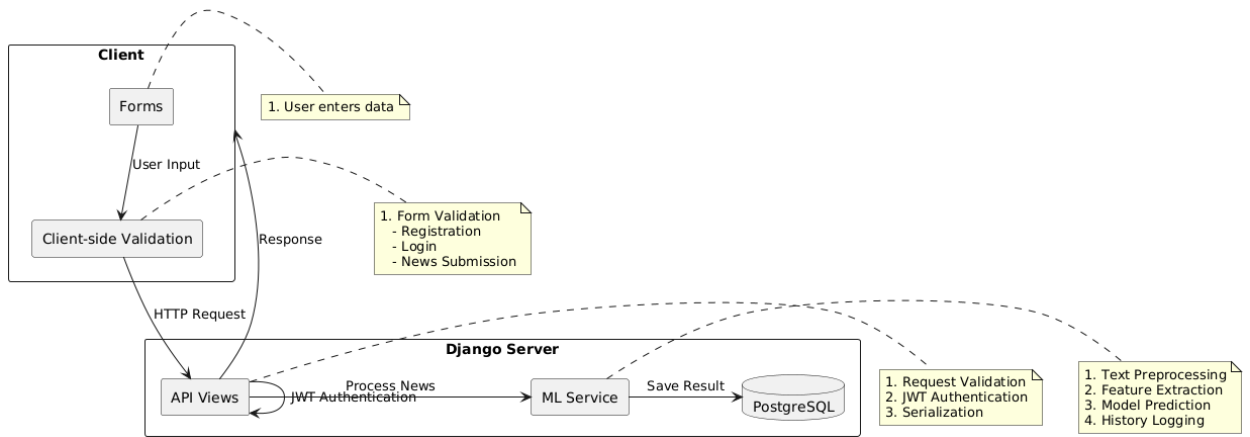 Client
Forms
1. User enters data
User Input
Client-side Validation
1. Form Validation
- Registration
- Login
- News Submission
Response
HTTP Request
Django Server
API Views
Process News
JWT Authentication
ML Service
Save Result
PostgreSQL
1. Request Validation
2. JWT Authentication
3. Serialization
1. Text Preprocessing
2. Feature Extraction
3. Model Prediction
4. History Logging